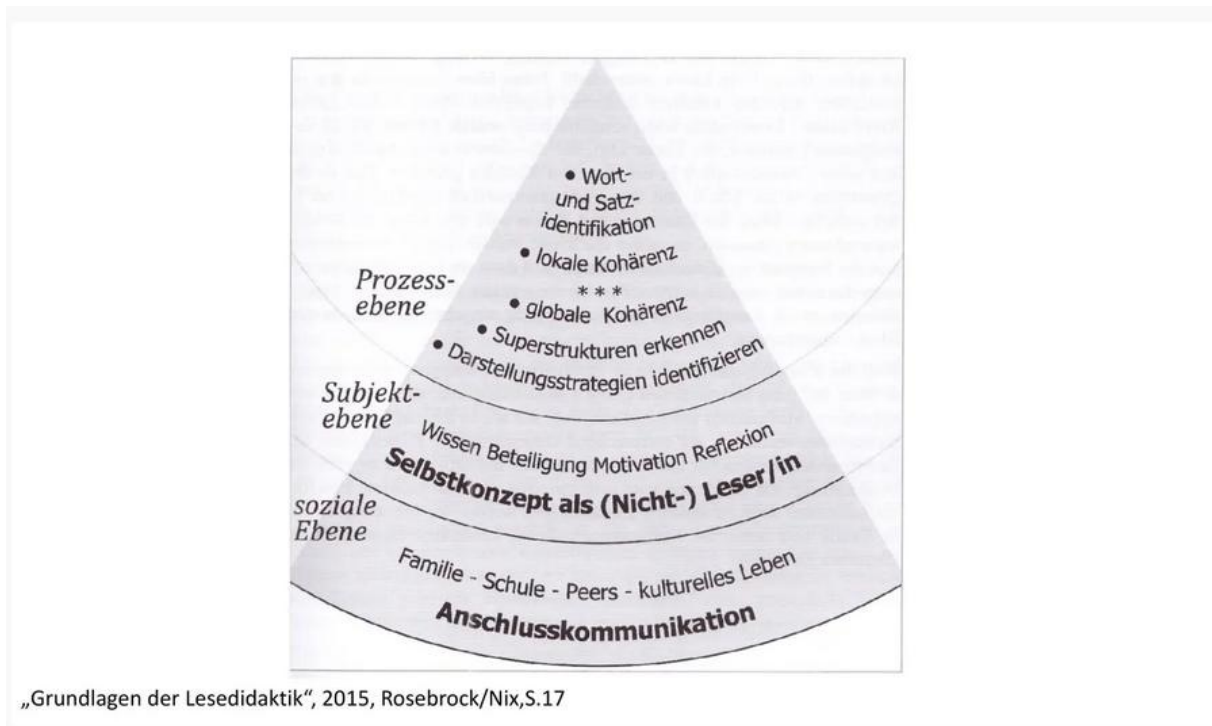 • Wort-
und Satz-
identifikation
• lokale Kohärenz
* * *
• globale Kohärenz
• Superstrukturen erkennen
• Darstellungsstrategien identifizieren
Prozess-
ebene
Subjekt-
ebene
Wissen Beteiligung Motivation Reflexion
Selbstkonzept als (Nicht-) Leser/in
soziale
Ebene
Familie - Schule - Peers - kulturelles Leben
Anschlusskommunikation
„Grundlagen der Lesedidaktik“, 2015, Rosebrock/Nix,S.17